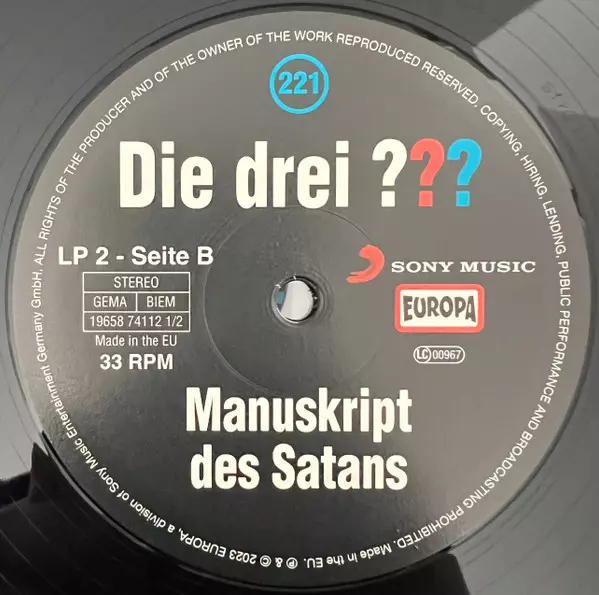 221
Die drei ???
LP 2 - Seite B
STEREO
GEMA BIEM
19658 74112 1/2
Made in the EU
33 RPM
SONY MUSIC
EUROPA
LC 00967
Manuskript
des Satans
℗ & © 2023 EUROPA, a division of Sony Music Entertainment Germany GmbH. ALL RIGHTS OF THE PRODUCER AND OF THE OWNER OF THE WORK REPRODUCED RESERVED. COPYING, HIRING, LENDING, PUBLIC PERFORMANCE AND BROADCASTING PROHIBITED. Made in the EU.